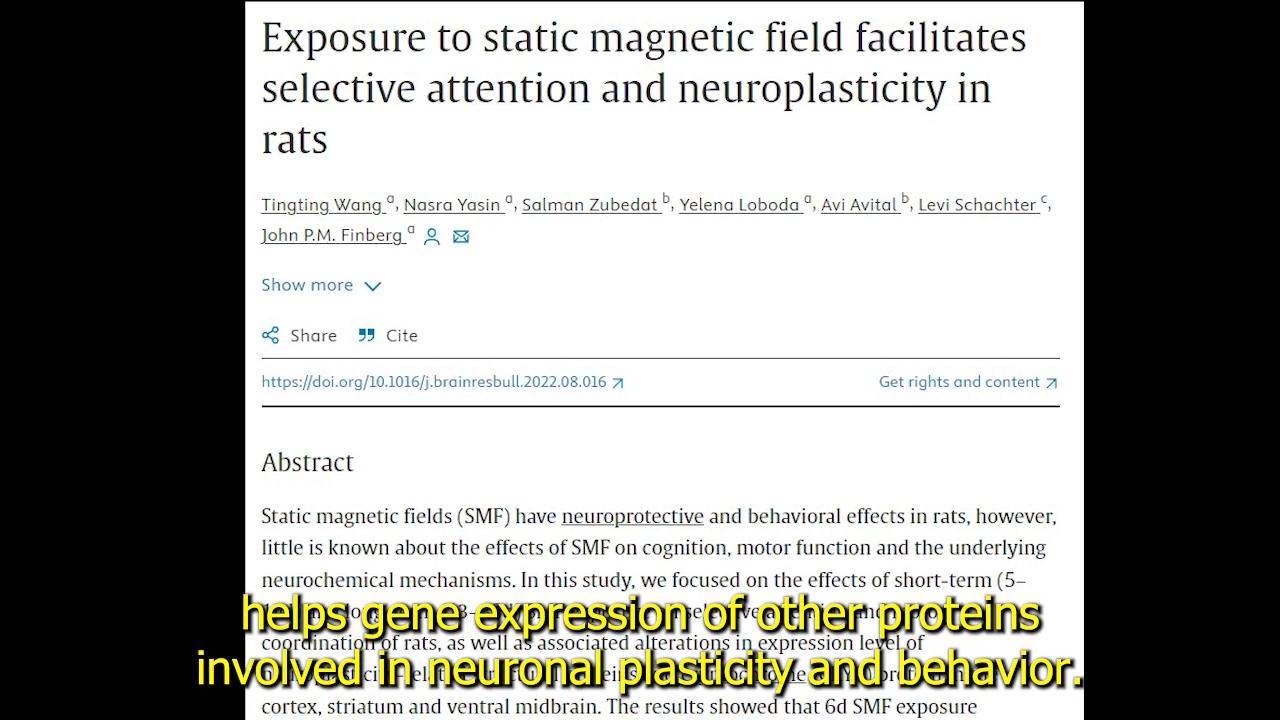 Exposure to static magnetic field facilitates
selective attention and neuroplasticity in
rats
Tingting Wang a, Nasra Yasin a, Salman Zubedat b, Yelena Loboda a, Avi Avital b, Levi Schachter c,
John P.M. Finberg a
Show more
Share Cite
https://doi.org/10.1016/j.brainresbull.2022.08.016
Get rights and content
Abstract
Static magnetic fields (SMF) have neuroprotective and behavioral effects in rats, however,
little is known about the effects of SMF on cognition, motor function and the underlying
neurochemical mechanisms. In this study, we focused on the effects of short-term (5–
helps gene expression of other proteins
coordination of rats, as well as associated alterations in expression level of
involved in neuronal plasticity and behavior.
cortex, striatum and ventral midbrain. The results showed that 6d SMF exposure